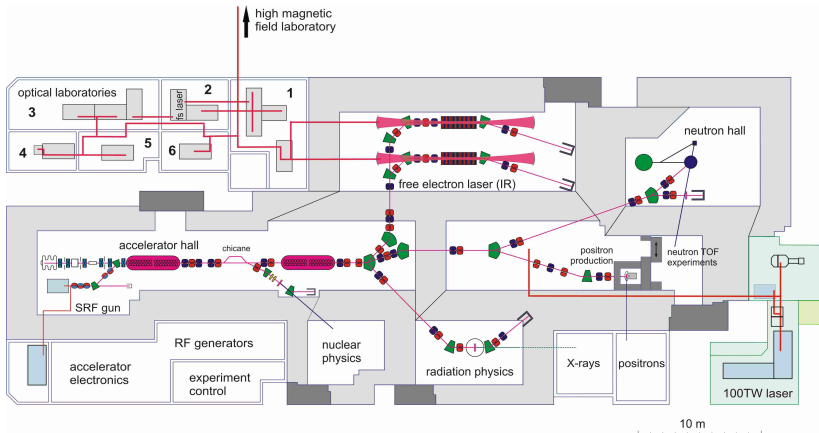 high magnetic
field laboratory
optical laboratories
1
2
3
fs laser
4
5
6
neutron hall
free electron laser (IR)
accelerator hall
chicane
positron
production
neutron TOF
experiments
SRF gun
RF generators
nuclear
physics
accelerator
electronics
experiment
control
radiation physics
X-rays
positrons
100TW laser
10 m